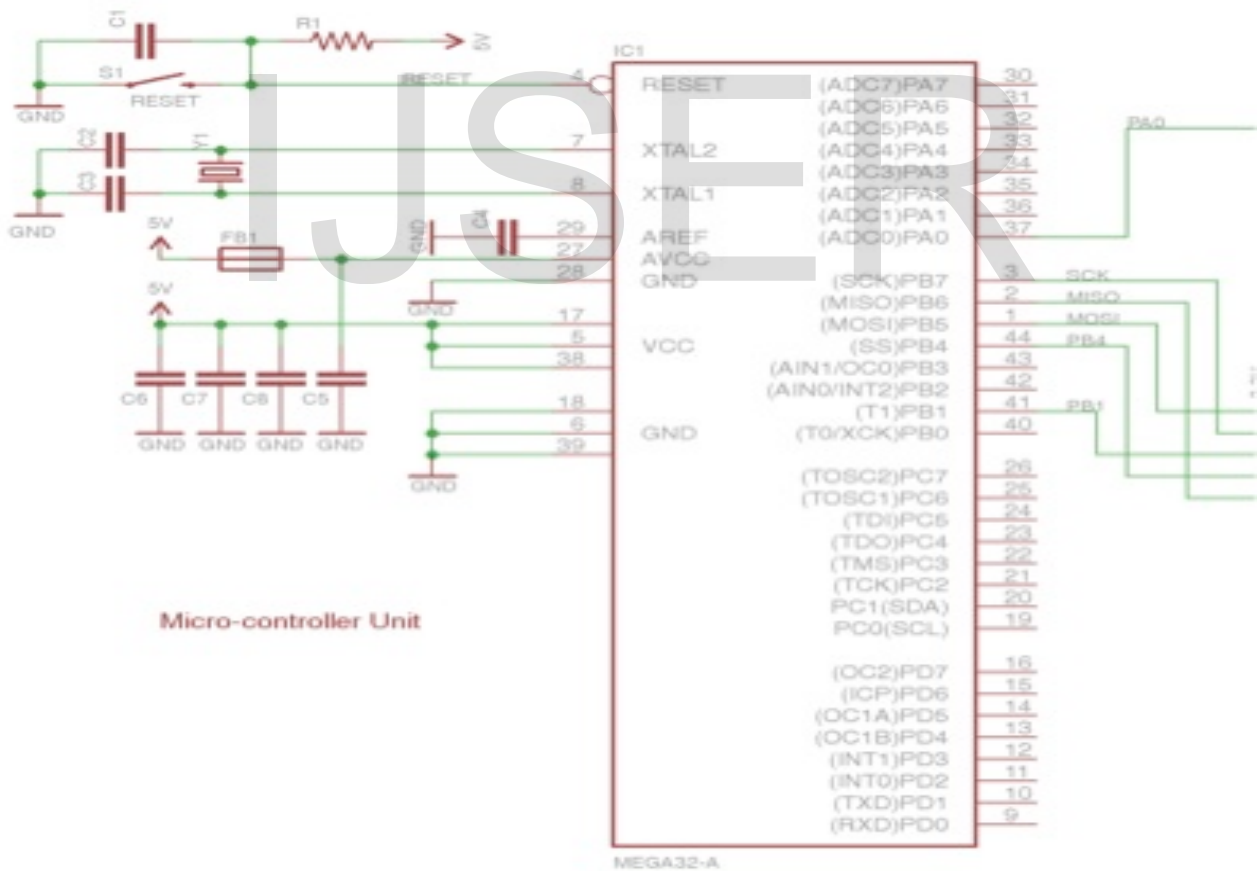 C1
R1
5V
S1
RESET
GND
RESET
C2
Y1
C3
GND
5V
FB1
GND
C4
GND
5V
C6
C7
C8
C5
GND
GND
GND
GND
GND
IC1
4 RESET
7 XTAL2
8 XTAL1
29 AREF
27 AVCC
28 GND
17
5 VCC
38
18
6 GND
39
(ADC7)PA7 30
(ADC6)PA6 31
(ADC5)PA5 32
(ADC4)PA4 33
(ADC3)PA3 34
(ADC2)PA2 35
(ADC1)PA1 36
(ADC0)PA0 37
(SCK)PB7 3
(MISO)PB6 2
(MOSI)PB5 1
(SS)PB4 44
(AIN1/OC0)PB3 43
(AIN0/INT2)PB2 42
(T1)PB1 41
(T0/XCK)PB0 40
(TOSC2)PC7 26
(TOSC1)PC6 25
(TDI)PC5 24
(TDO)PC4 23
(TMS)PC3 22
(TCK)PC2 21
PC1(SDA) 20
PC0(SCL) 19
(OC2)PD7 16
(ICP)PD6 15
(OC1A)PD5 14
(OC1B)PD4 13
(INT1)PD3 12
(INT0)PD2 11
(TXD)PD1 10
(RXD)PD0 9
PA0
SCK
MISO
MOSI
PB4
PB1
MEGA32-A
Micro-controller Unit
IJSER